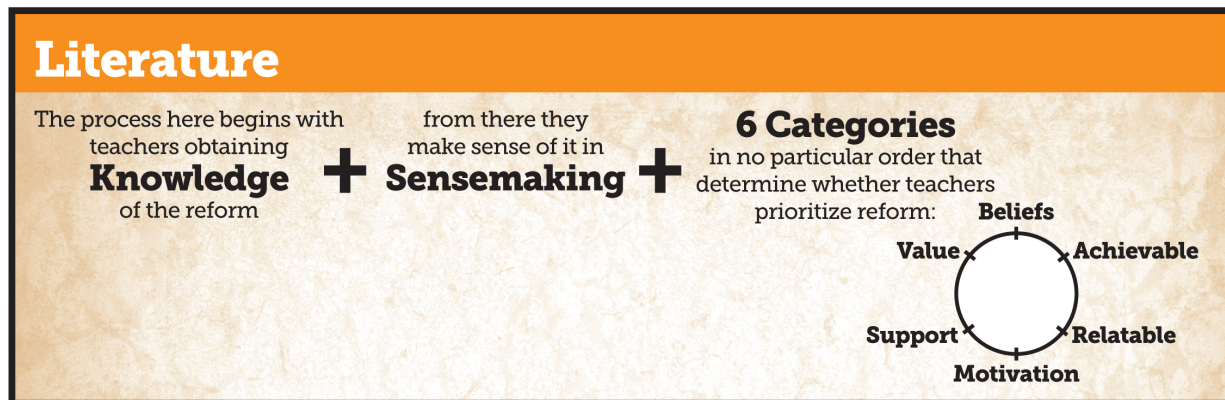 Literature
The process here begins with
teachers obtaining
Knowledge
of the reform
+
from there they
make sense of it in
Sensemaking
+
6 Categories
in no particular order that
determine whether teachers
prioritize reform:
Beliefs
Achievable
Relatable
Motivation
Support
Value